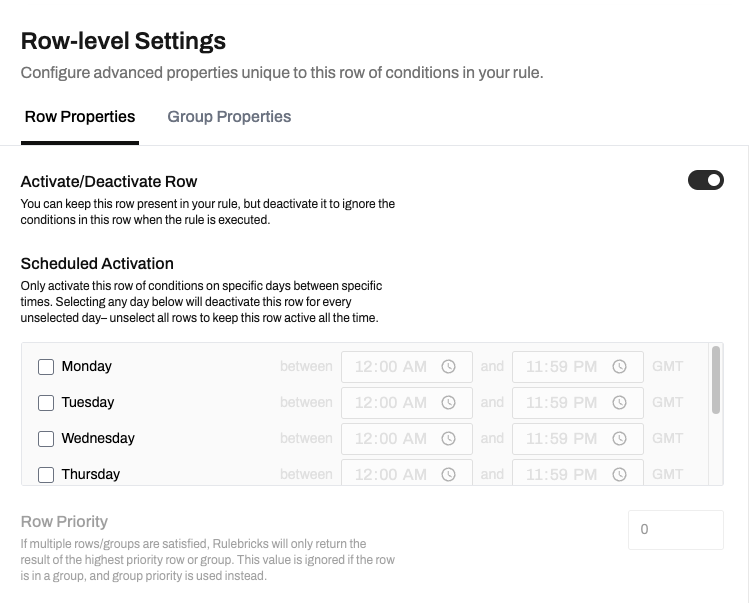 Row-level Settings
Configure advanced properties unique to this row of conditions in your rule.
Row Properties Group Properties
Activate/Deactivate Row
You can keep this row present in your rule, but deactivate it to ignore the
conditions in this row when the rule is executed.
Scheduled Activation
Only activate this row of conditions on specific days between specific
times. Selecting any day below will deactivate this row for every
unselected day– unselect all rows to keep this row active all the time.
Monday between 12:00 AM and 11:59 PM GMT
Tuesday between 12:00 AM and 11:59 PM GMT
Wednesday between 12:00 AM and 11:59 PM GMT
Thursday between 12:00 AM and 11:59 PM GMT
Row Priority
0
If multiple rows/groups are satisfied, Rulebricks will only return the
result of the highest priority row or group. This value is ignored if the row
is in a group, and group priority is used instead.